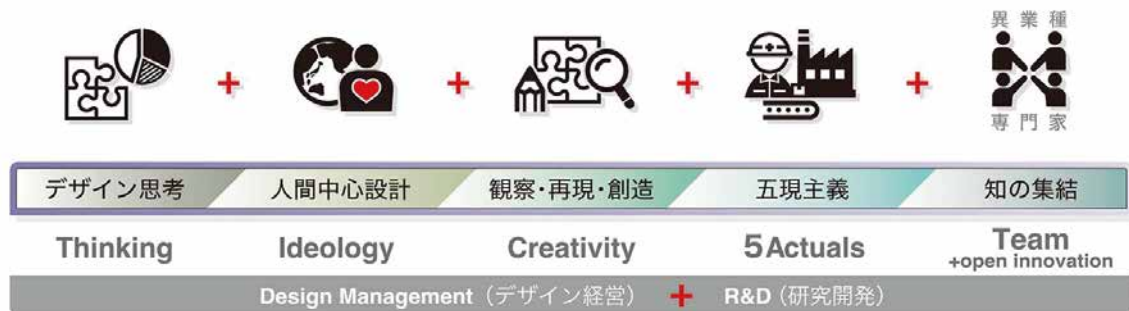 異業種
専門家
デザイン思考
人間中心設計
観察・再現・創造
五現主義
知の集結
Thinking
Ideology
Creativity
5Actuals
Team
+open innovation
Design Management(デザイン経営) + R&D(研究開発)